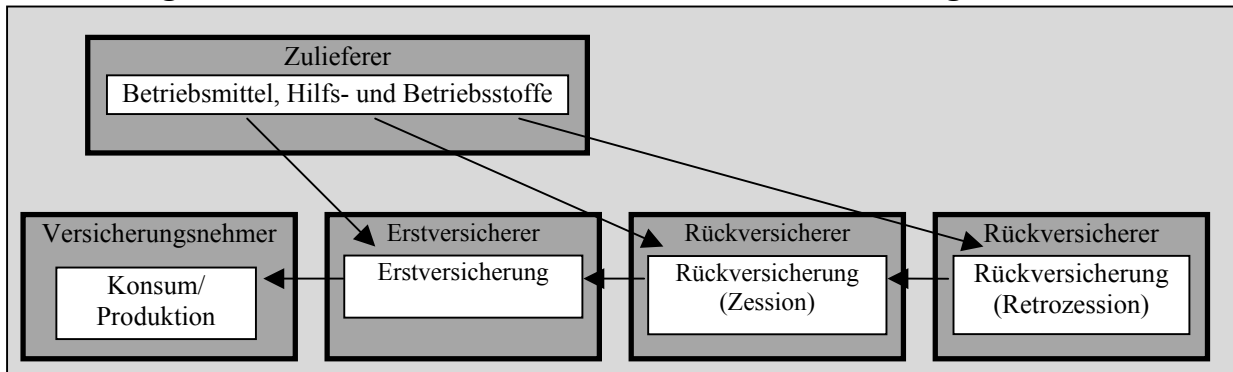 Zulieferer
Betriebsmittel, Hilfs- und Betriebsstoffe
Versicherungsnehmer
Konsum/
Produktion
Erstversicherer
Erstversicherung
Rückversicherer
Rückversicherung
(Zession)
Rückversicherer
Rückversicherung
(Retrozession)